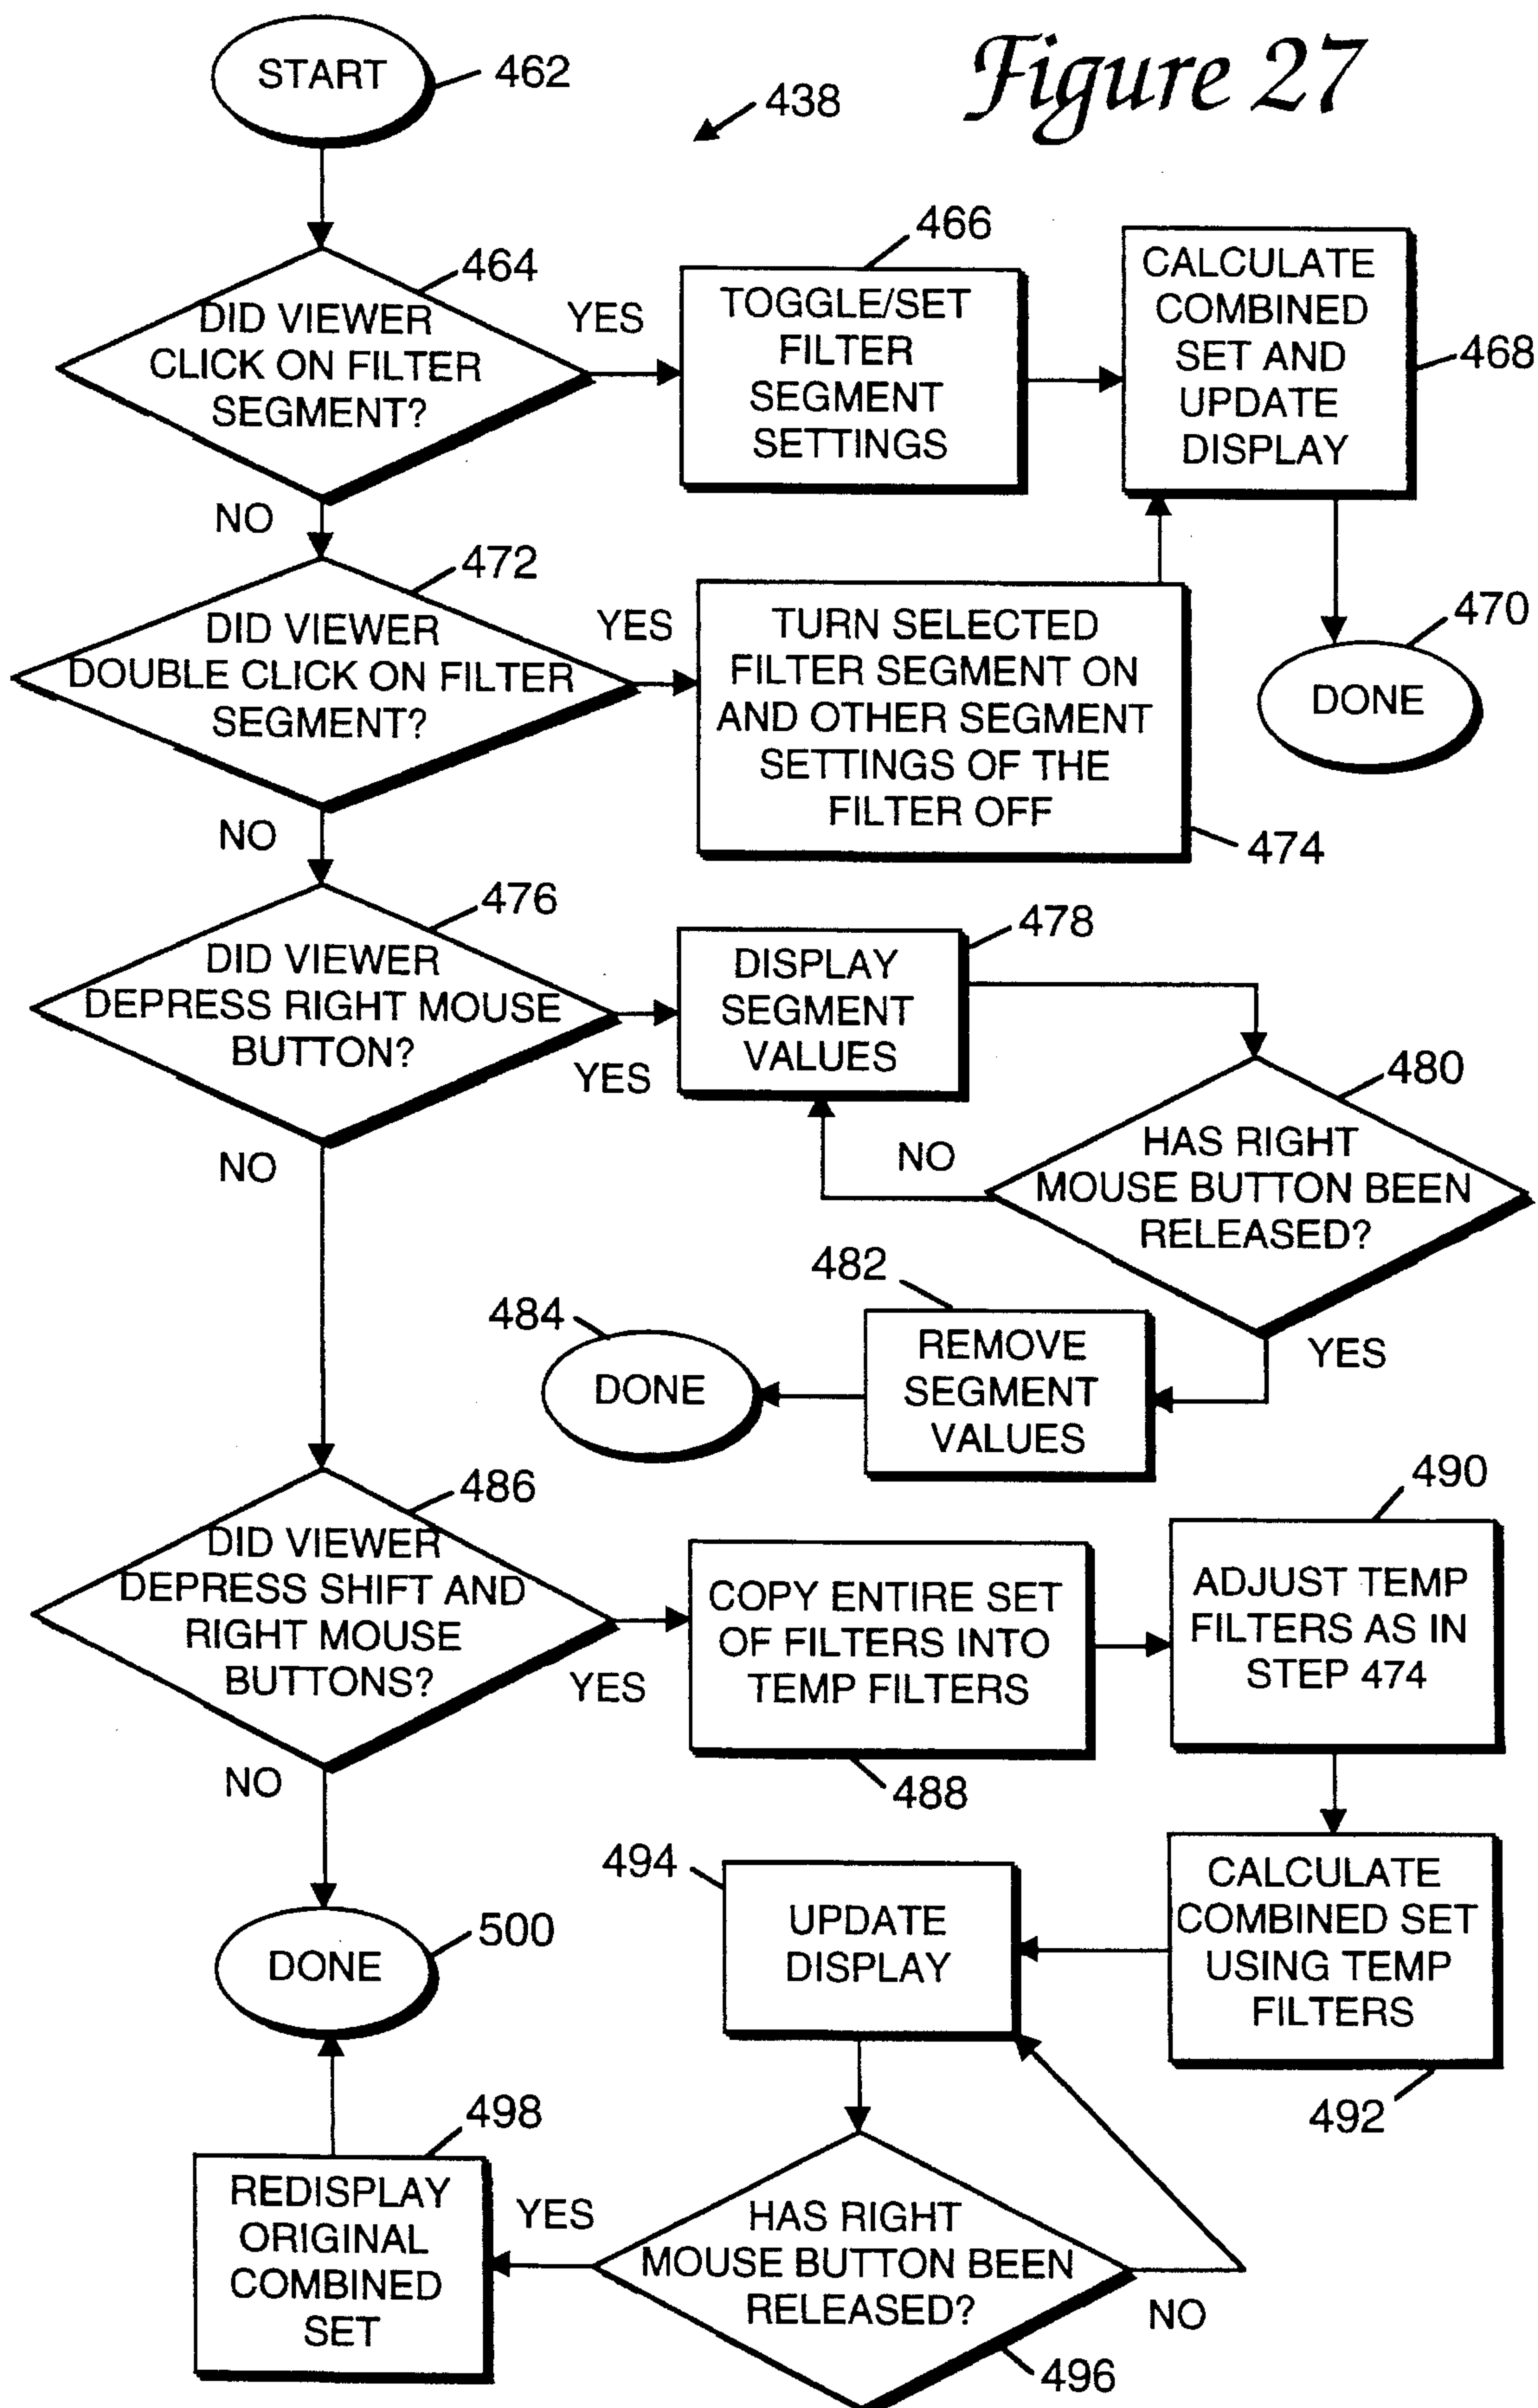 Figure 27
START
462
438
464
DID VIEWER
CLICK ON FILTER
SEGMENT?
YES
NO
466
TOGGLE/SET
FILTER
SEGMENT
SETTINGS
CALCULATE
COMBINED
SET AND
UPDATE
DISPLAY
468
470
DONE
472
DID VIEWER
DOUBLE CLICK ON FILTER
SEGMENT?
YES
NO
TURN SELECTED
FILTER SEGMENT ON
AND OTHER SEGMENT
SETTINGS OF THE
FILTER OFF
474
476
DID VIEWER
DEPRESS RIGHT MOUSE
BUTTON?
YES
NO
478
DISPLAY
SEGMENT
VALUES
480
HAS RIGHT
MOUSE BUTTON BEEN
RELEASED?
NO
YES
482
REMOVE
SEGMENT
VALUES
484
DONE
486
DID VIEWER
DEPRESS SHIFT AND
RIGHT MOUSE
BUTTONS?
YES
NO
COPY ENTIRE SET
OF FILTERS INTO
TEMP FILTERS
488
490
ADJUST TEMP
FILTERS AS IN
STEP 474
CALCULATE
COMBINED SET
USING TEMP
FILTERS
492
494
UPDATE
DISPLAY
500
DONE
498
REDISPLAY
ORIGINAL
COMBINED
SET
YES
HAS RIGHT
MOUSE BUTTON BEEN
RELEASED?
NO
496